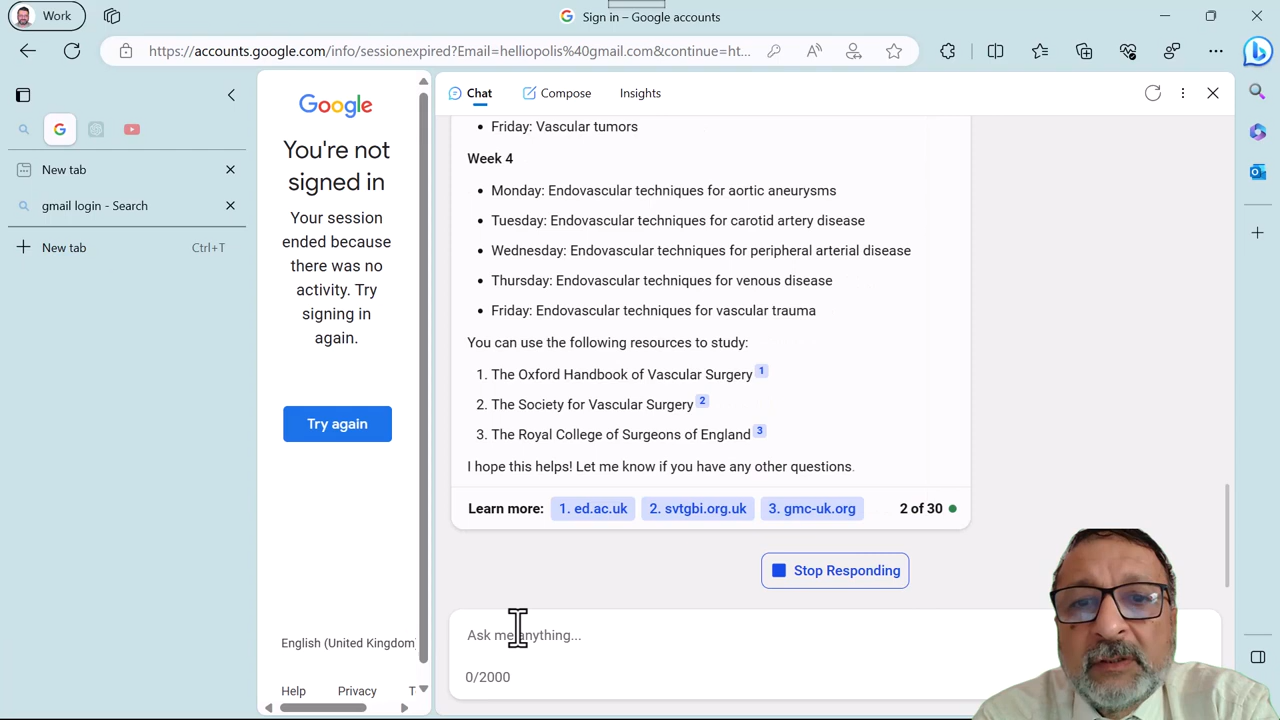 Work
Sign in – Google accounts
https://accounts.google.com/info/sessionexpired?Email=helliopolis%40gmail.com&continue=ht...
New tab
gmail login - Search
New tab Ctrl+T
Google
You're not
signed in
Your session
ended because
there was no
activity. Try
signing in
again.
Try again
English (United Kingdom)
Help Privacy T
Chat Compose Insights
• Friday: Vascular tumors
Week 4
• Monday: Endovascular techniques for aortic aneurysms
• Tuesday: Endovascular techniques for carotid artery disease
• Wednesday: Endovascular techniques for peripheral arterial disease
• Thursday: Endovascular techniques for venous disease
• Friday: Endovascular techniques for vascular trauma
You can use the following resources to study:
1. The Oxford Handbook of Vascular Surgery 1
2. The Society for Vascular Surgery 2
3. The Royal College of Surgeons of England 3
I hope this helps! Let me know if you have any other questions.
Learn more: 1. ed.ac.uk 2. svtgbi.org.uk 3. gmc-uk.org 2 of 30
Stop Responding
Ask me anything...
0/2000